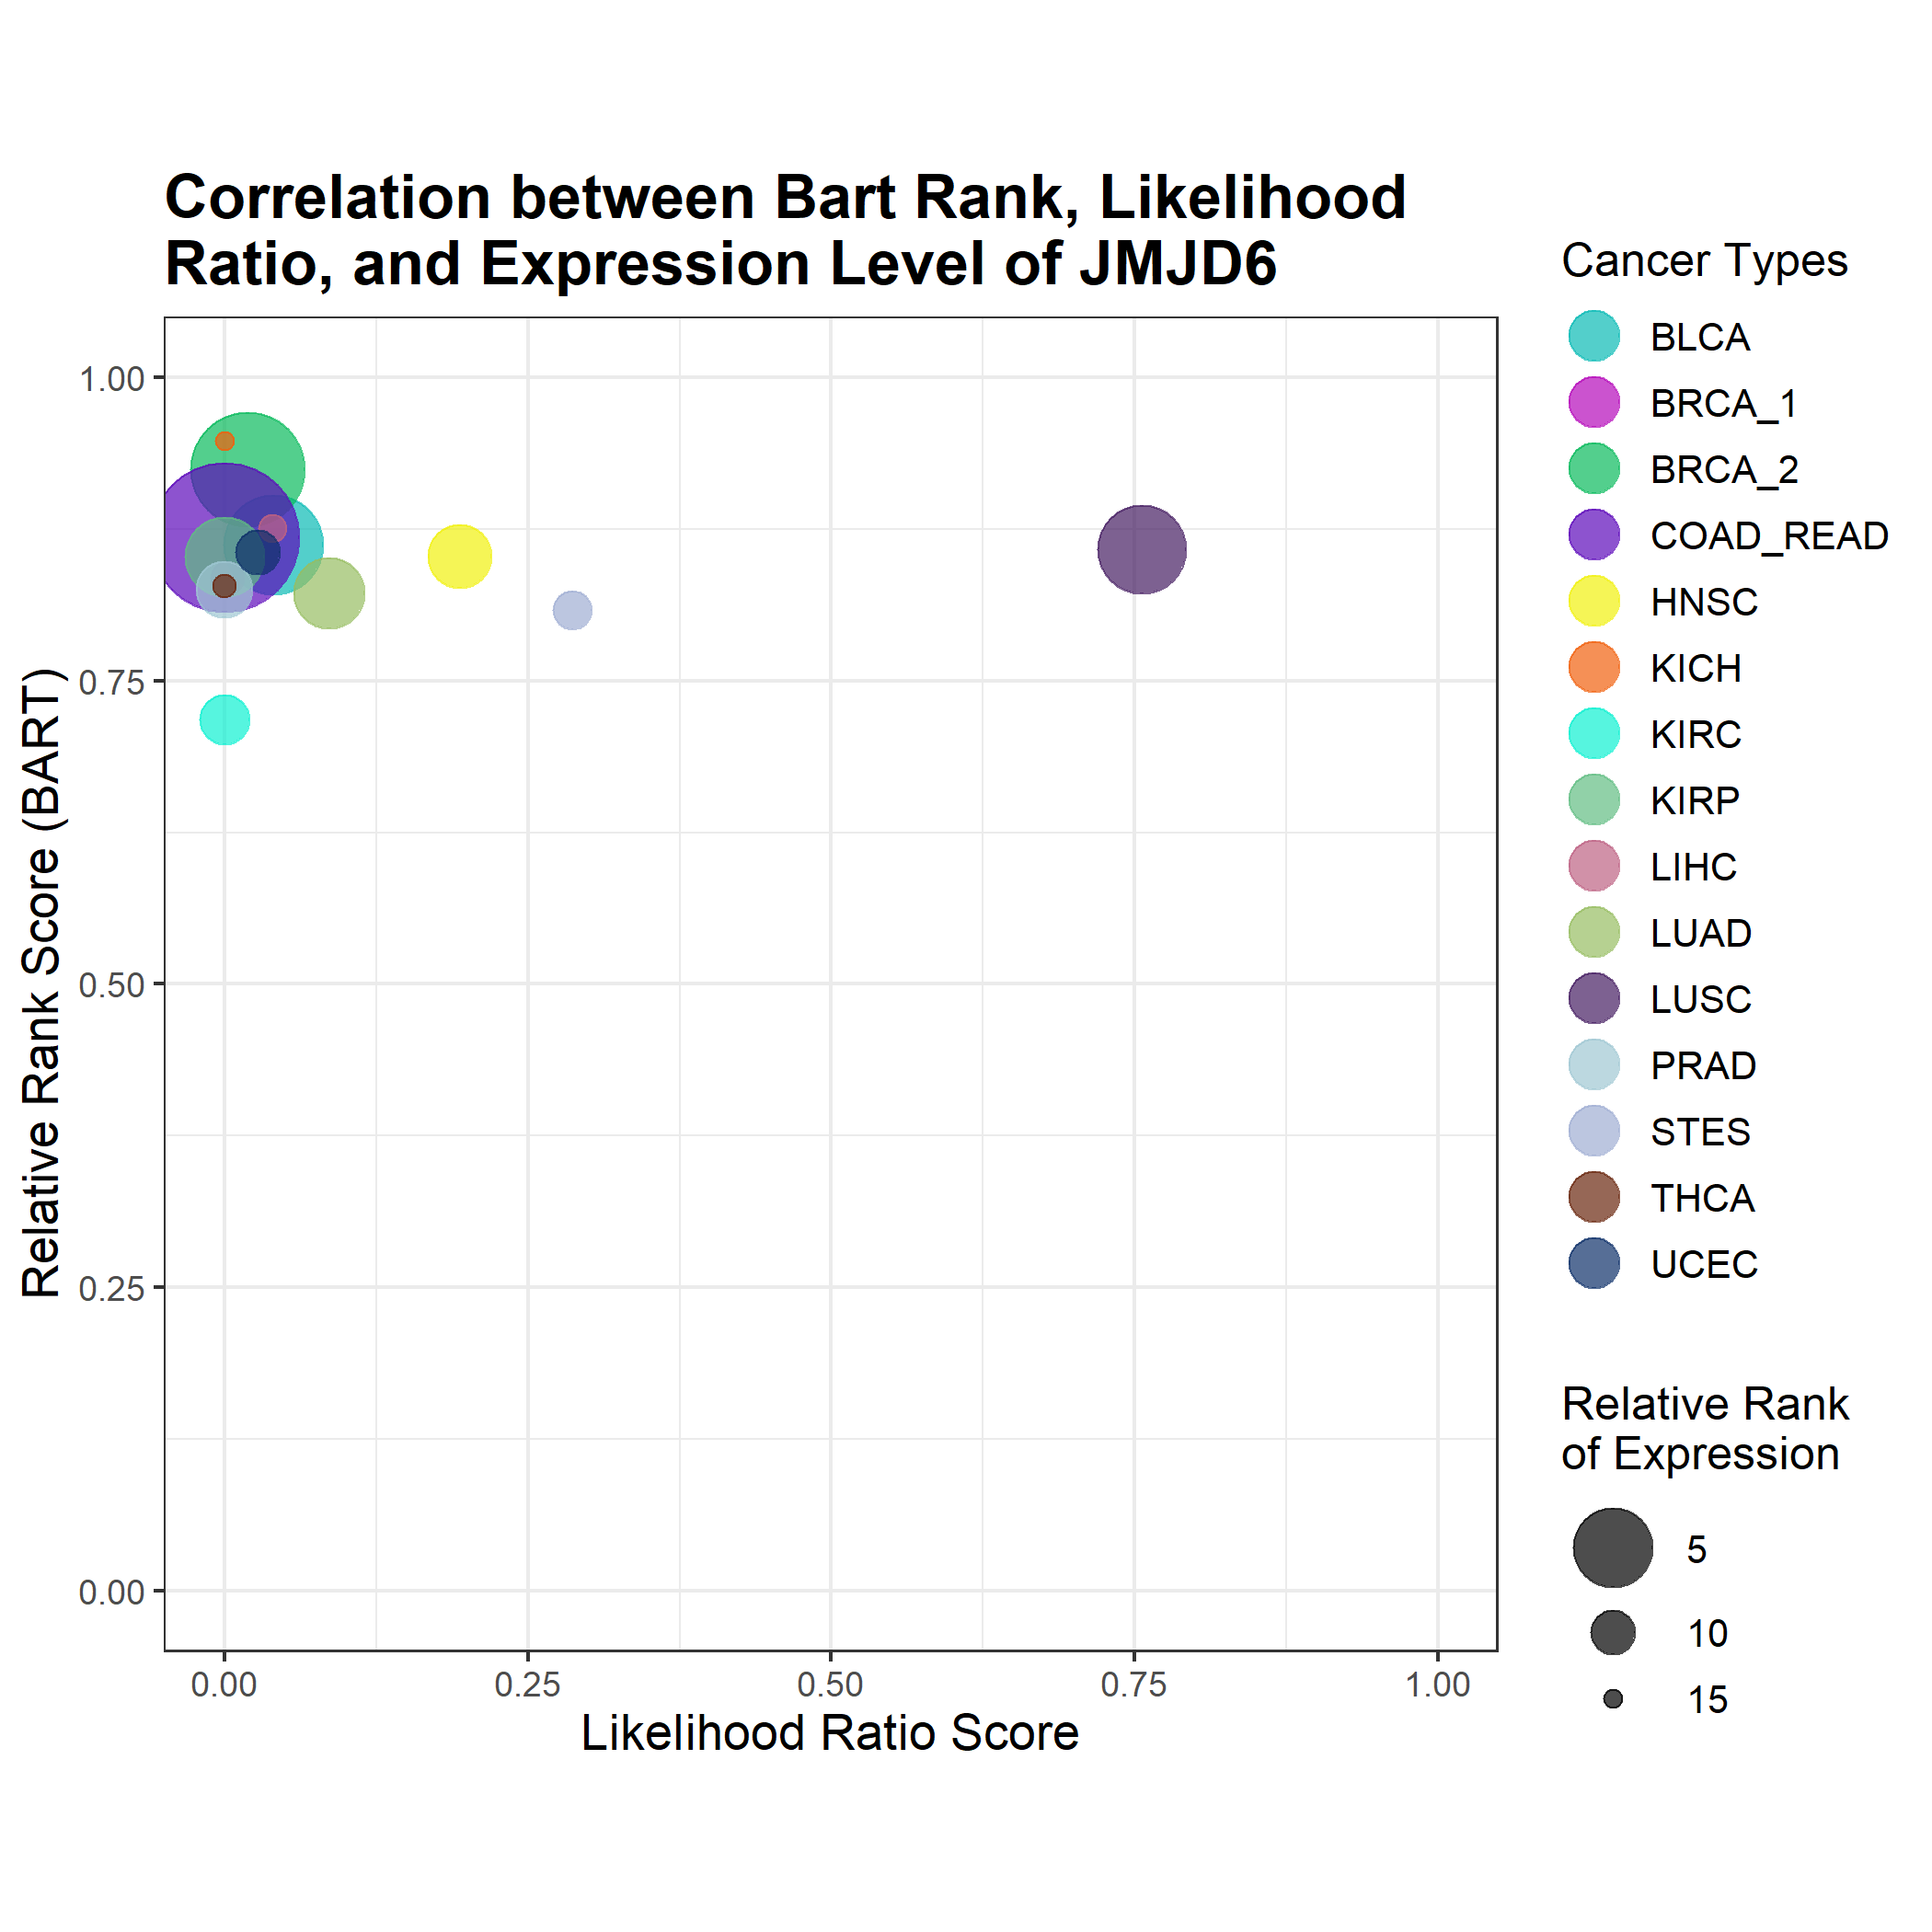 Correlation between Bart Rank, Likelihood
Ratio, and Expression Level of JMJD6
Relative Rank Score (BART)
1.00
0.75
0.50
0.25
0.00
0.00 0.25 0.50 0.75 1.00
Likelihood Ratio Score
Cancer Types
BLCA
BRCA_1
BRCA_2
COAD_READ
HNSC
KICH
KIRC
KIRP
LIHC
LUAD
LUSC
PRAD
STES
THCA
UCEC
Relative Rank
of Expression
5
10
15